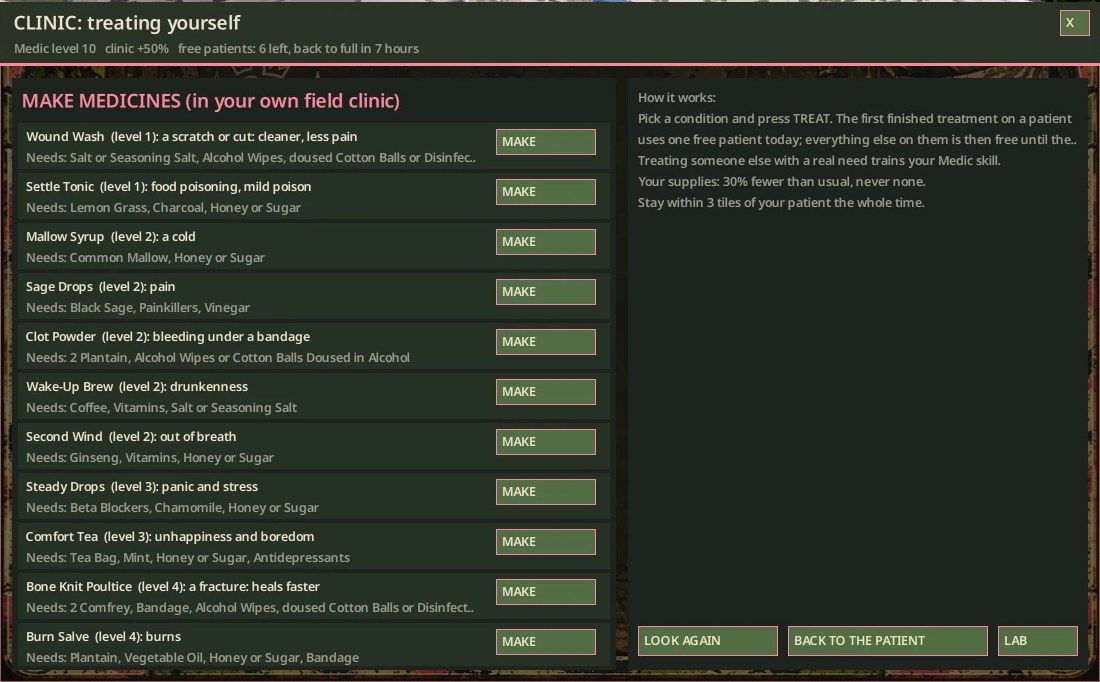 CLINIC: treating yourself
X
Medic level 10 clinic +50% free patients: 6 left, back to full in 7 hours
MAKE MEDICINES (in your own field clinic)
Wound Wash (level 1): a scratch or cut: cleaner, less pain
MAKE
Needs: Salt or Seasoning Salt, Alcohol Wipes, doused Cotton Balls or Disinfec..
Settle Tonic (level 1): food poisoning, mild poison
MAKE
Needs: Lemon Grass, Charcoal, Honey or Sugar
Mallow Syrup (level 2): a cold
MAKE
Needs: Common Mallow, Honey or Sugar
Sage Drops (level 2): pain
MAKE
Needs: Black Sage, Painkillers, Vinegar
Clot Powder (level 2): bleeding under a bandage
MAKE
Needs: 2 Plantain, Alcohol Wipes or Cotton Balls Doused in Alcohol
Wake-Up Brew (level 2): drunkenness
MAKE
Needs: Coffee, Vitamins, Salt or Seasoning Salt
Second Wind (level 2): out of breath
MAKE
Needs: Ginseng, Vitamins, Honey or Sugar
Steady Drops (level 3): panic and stress
MAKE
Needs: Beta Blockers, Chamomile, Honey or Sugar
Comfort Tea (level 3): unhappiness and boredom
MAKE
Needs: Tea Bag, Mint, Honey or Sugar, Antidepressants
Bone Knit Poultice (level 4): a fracture: heals faster
MAKE
Needs: 2 Comfrey, Bandage, Alcohol Wipes, doused Cotton Balls or Disinfect..
Burn Salve (level 4): burns
MAKE
Needs: Plantain, Vegetable Oil, Honey or Sugar, Bandage
How it works:
Pick a condition and press TREAT. The first finished treatment on a patient
uses one free patient today; everything else on them is then free until the..
Treating someone else with a real need trains your Medic skill.
Your supplies: 30% fewer than usual, never none.
Stay within 3 tiles of your patient the whole time.
LOOK AGAIN
BACK TO THE PATIENT
LAB